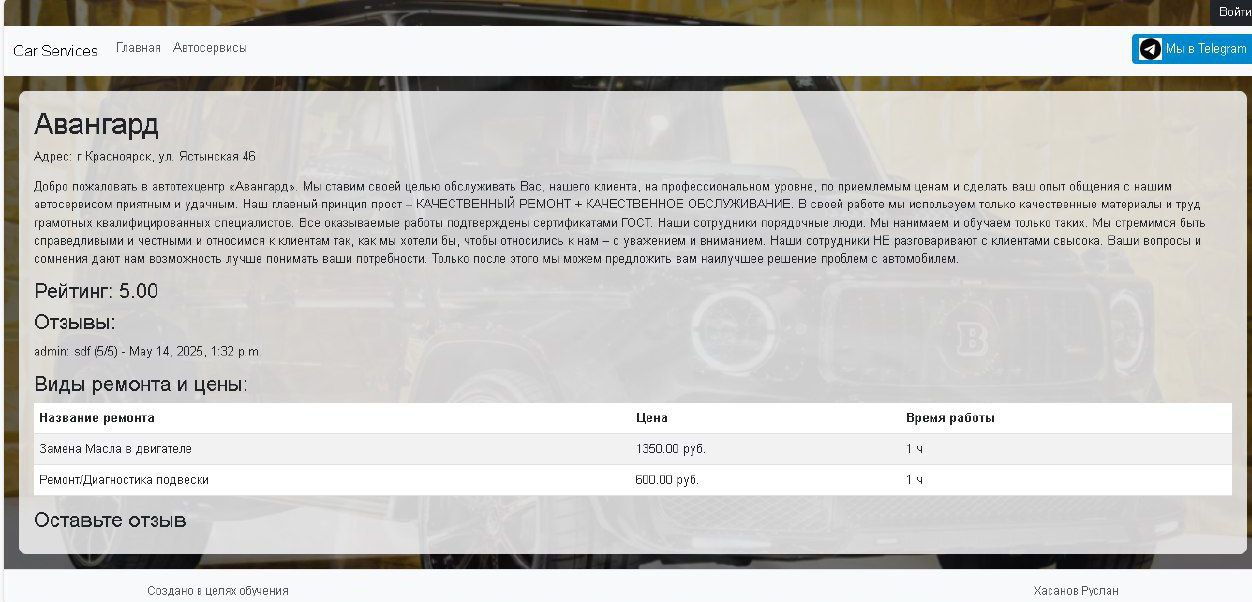 Войти
Car Services Главная Автосервисы Мы в Telegram
Авангард
Адрес: г Красноярск, ул. Ястынская 46
Добро пожаловать в автотехцентр «Авангард». Мы ставим своей целью обслуживать Вас, нашего клиента, на профессиональном уровне, по приемлемым ценам и сделать ваш опыт общения с нашим
автосервисом приятным и удачным. Наш главный принцип прост – КАЧЕСТВЕННЫЙ РЕМОНТ + КАЧЕСТВЕННОЕ ОБСЛУЖИВАНИЕ. В своей работе мы используем только качественные материалы и труд
грамотных квалифицированных специалистов. Все оказываемые работы подтверждены сертификатами ГОСТ. Наши сотрудники порядочные люди. Мы нанимаем и обучаем только таких. Мы стремимся быть
справедливыми и честными и относимся к клиентам так, как мы хотели бы, чтобы относились к нам – с уважением и вниманием. Наши сотрудники НЕ разговаривают с клиентами свысока. Ваши вопросы и
сомнения дают нам возможность лучше понимать ваши потребности. Только после этого мы можем предложить вам наилучшее решение проблем с автомобилем.
Рейтинг: 5.00
Отзывы:
admin: sdf (5/5) - May 14, 2025, 1:32 p.m.
Виды ремонта и цены:
Название ремонта Цена Время работы
Замена Масла в двигателе 1350.00 руб. 1 ч
Ремонт/Диагностика подвески 600.00 руб. 1 ч
Оставьте отзыв
Создано в целях обучения Хасанов Руслан